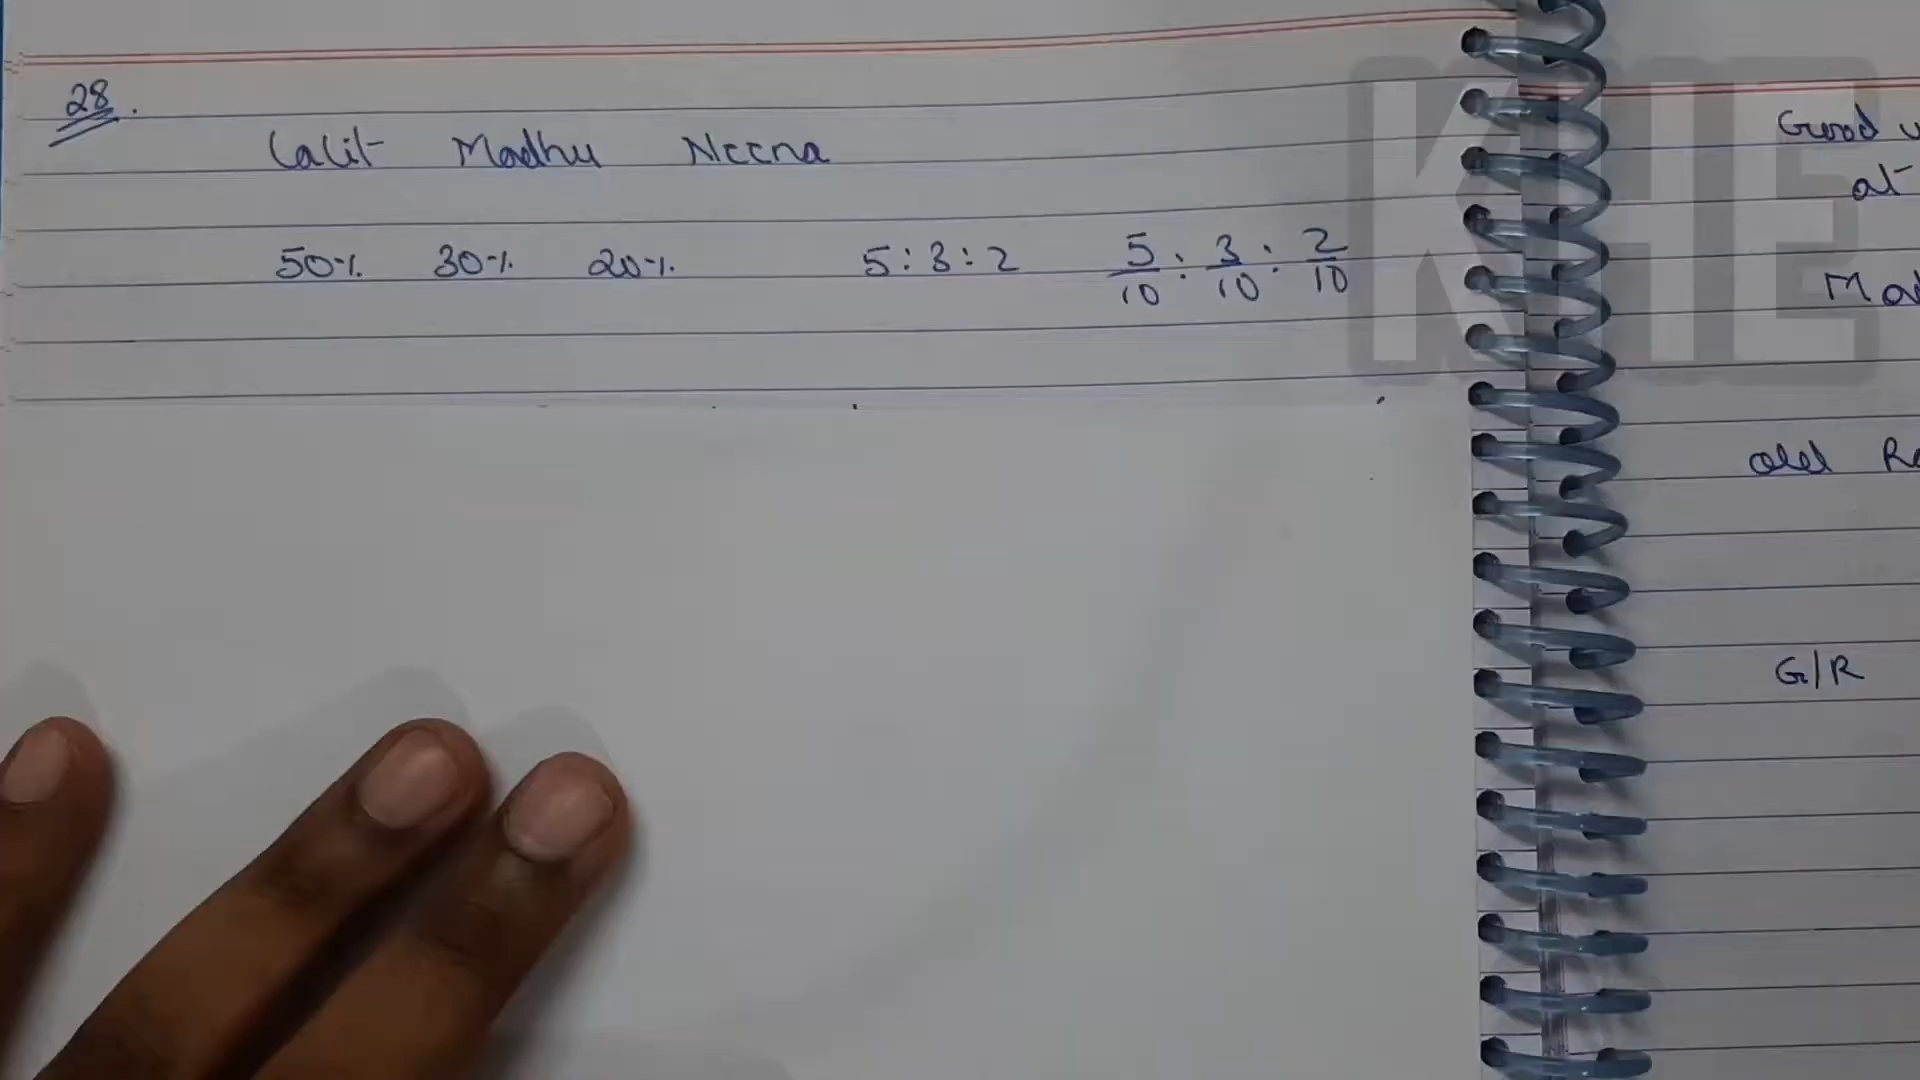 28.
Lalit Madhu Neena
50% 30% 20% 5:3:2 5/10 : 3/10 : 2/10
KHE
Good
at
old
G/R